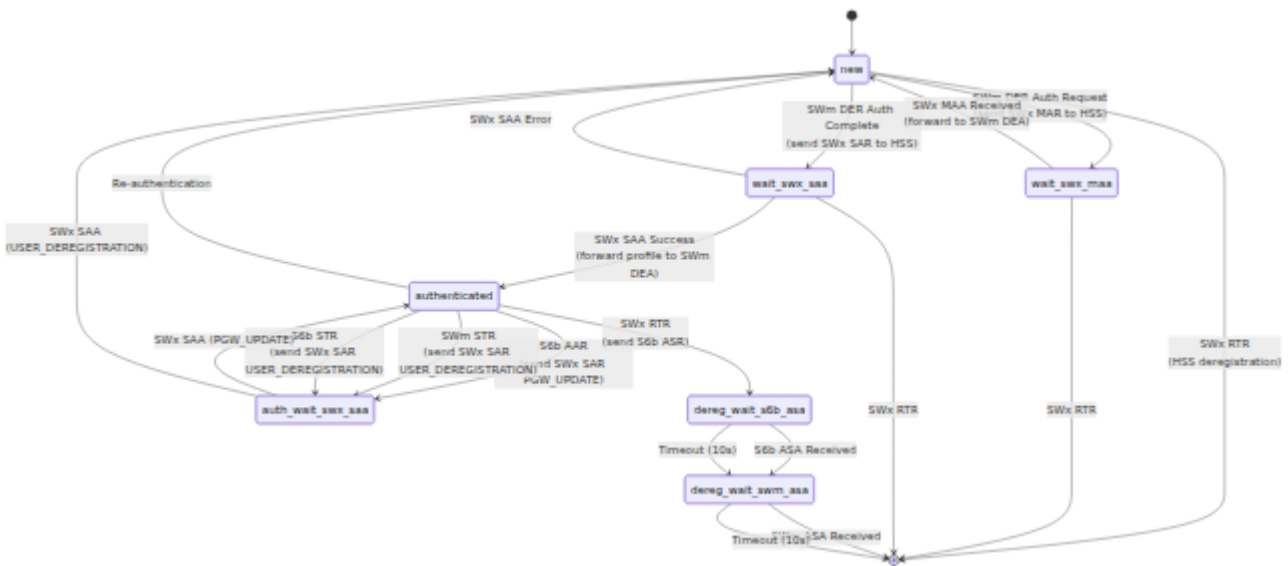 new
SWm DER Auth Request
MAR to HSS)
SWx MAA Received
(forward to SWm DEA)
SWm DER Auth
Complete
(send SWx SAR to HSS)
SWx SAA Error
wait_swx_saa
wait_swx_maa
Re-authentication
SWx SAA
(USER_DEREGISTRATION)
SWx SAA Success
(forward profile to SWm
DEA)
authenticated
SWx SAA (PGW_UPDATE)
S6b STR
(send SWx SAR
USER_DEREGISTRATION)
SWm STR
(send SWx SAR
USER_DEREGISTRATION)
S6b AAR
send SWx SAR
PGW_UPDATE)
SWx RTR
(send S6b ASR)
SWx RTR
(HSS deregistration)
auth_wait_swx_saa
dereg_wait_s6b_asa
SWx RTR
SWx RTR
Timeout (10s)
S6b ASA Received
dereg_wait_swm_asa
Timeout (10s)
ASA Received